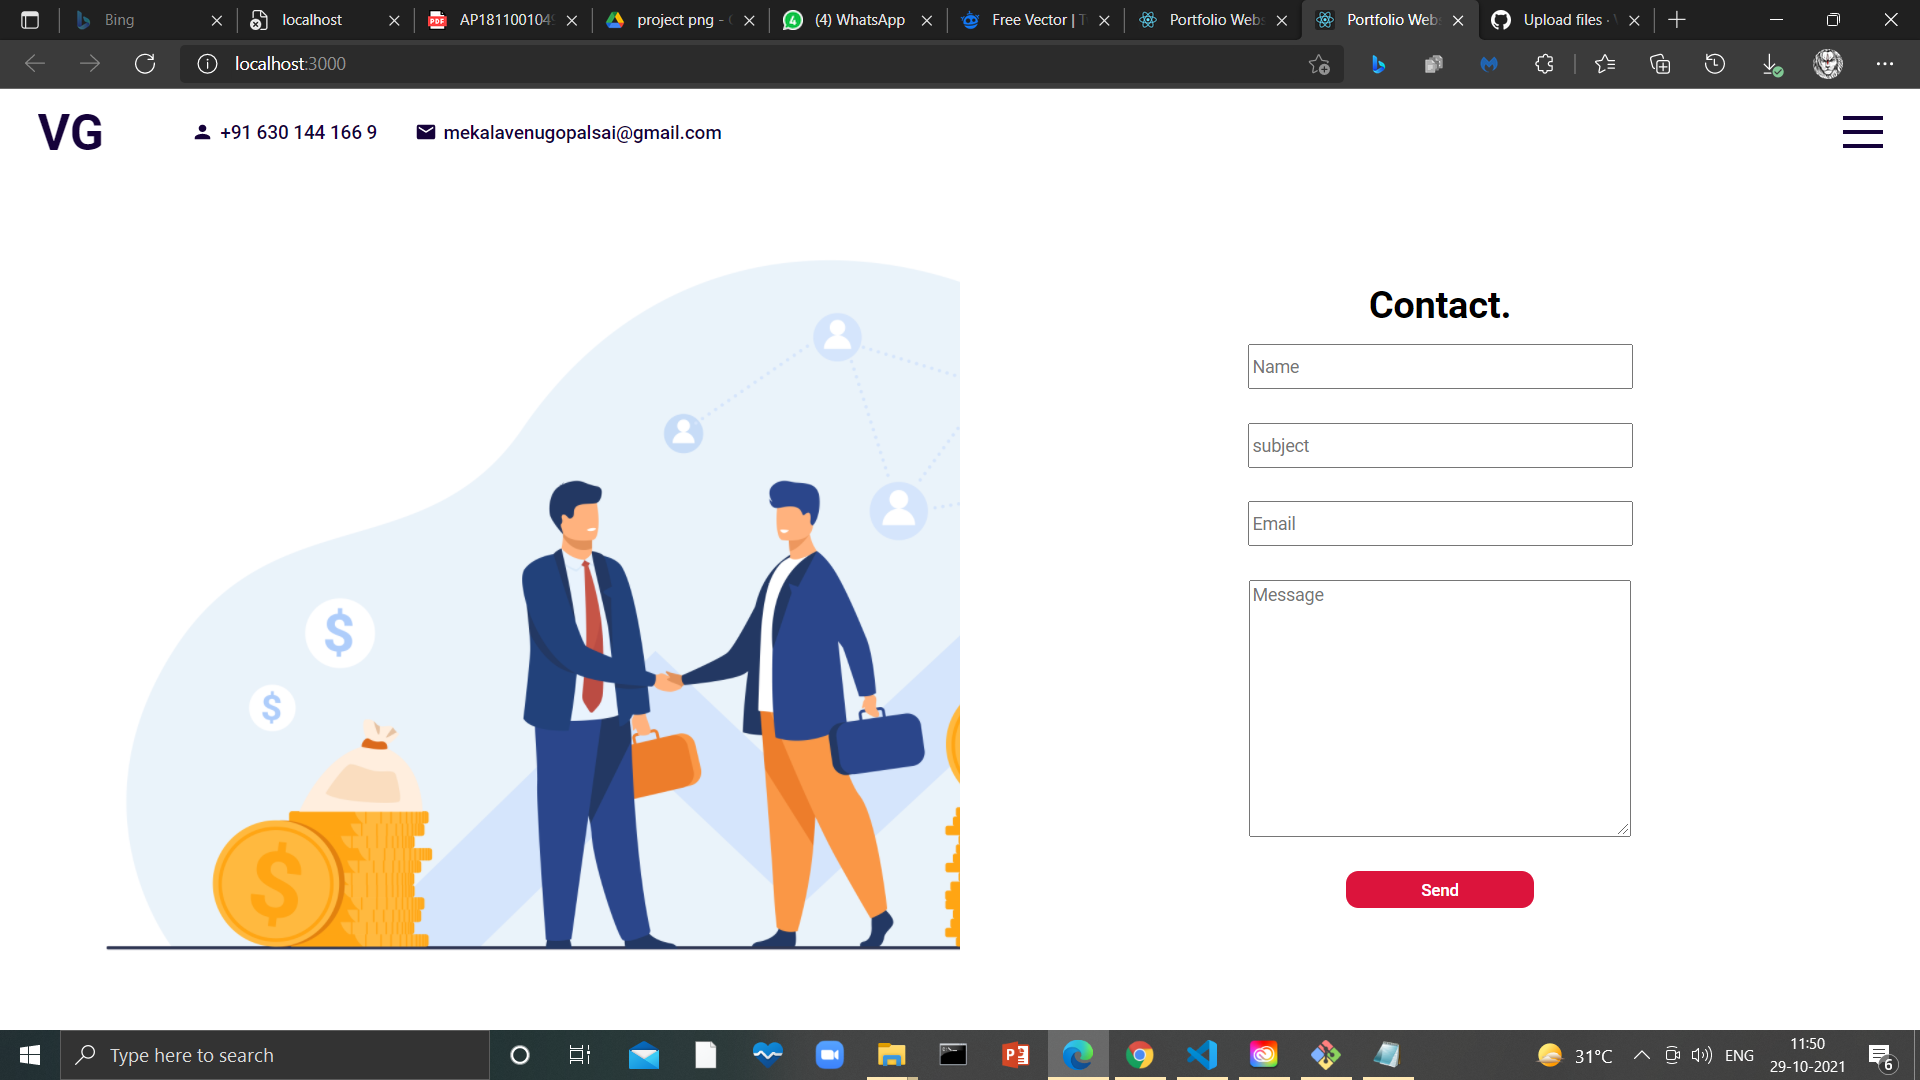 Bing
localhost
AP181100104
project png -
(4) WhatsApp
Free Vector |
Portfolio Webs
Portfolio Web
Upload files ·
localhost:3000
VG
+91 630 144 166 9
mekalavenugopalsai@gmail.com
Contact.
Name
subject
Email
Message
Send
$
$
$
Type here to search
31°C
ENG
11:50
29-10-2021
6